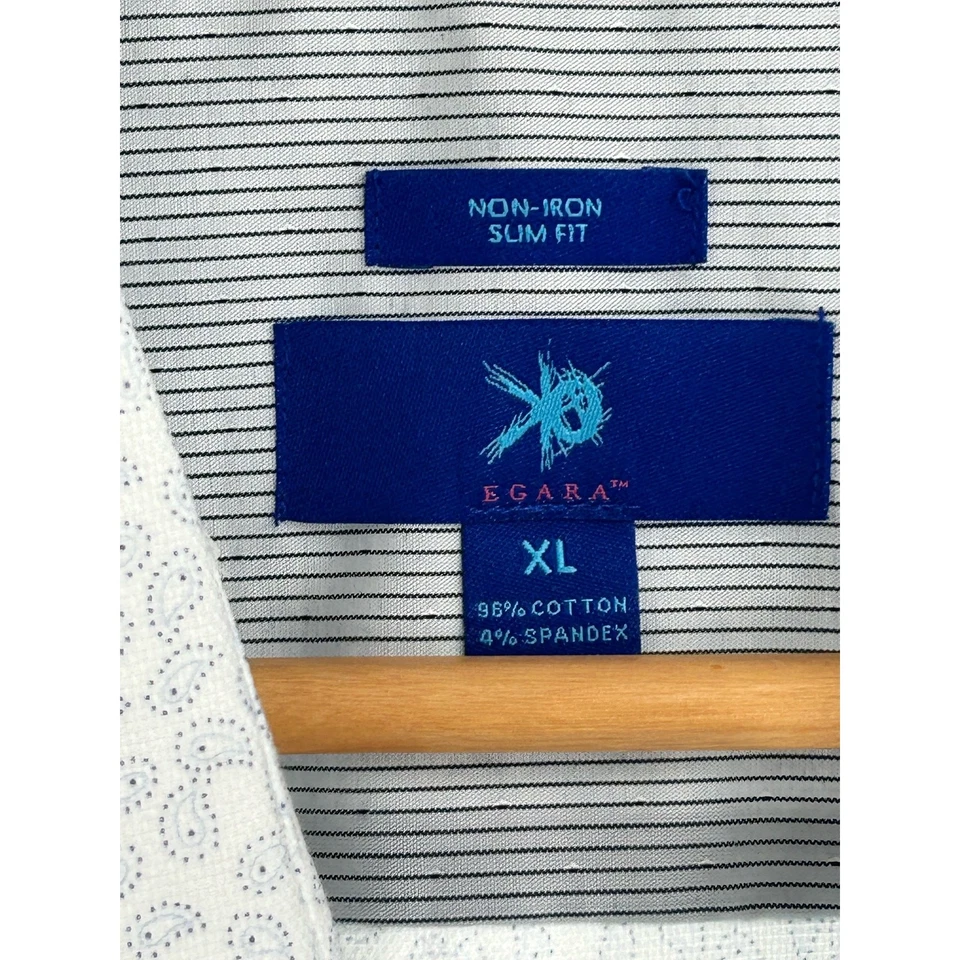 NON-IRON
SLIM FIT
EGARA™
XL
96% COTTON
4% SPANDEX